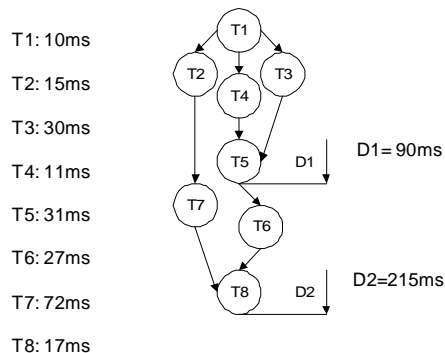 T1: 10ms
T2: 15ms
T3: 30ms
T4: 11ms
T5: 31ms
T6: 27ms
T7: 72ms
T8: 17ms
T1
T2
T3
T4
T5
D1
D1= 90ms
T7
T6
T8
D2
D2=215ms